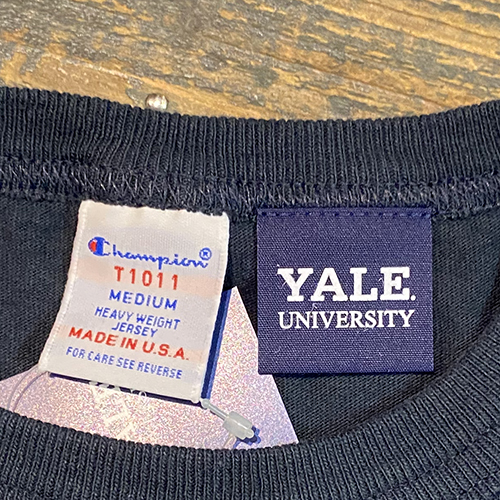 Champion®
T1011
MEDIUM
HEAVY WEIGHT
JERSEY
MADE IN U.S.A.
FOR CARE SEE REVERSE
YALE.
UNIVERSITY